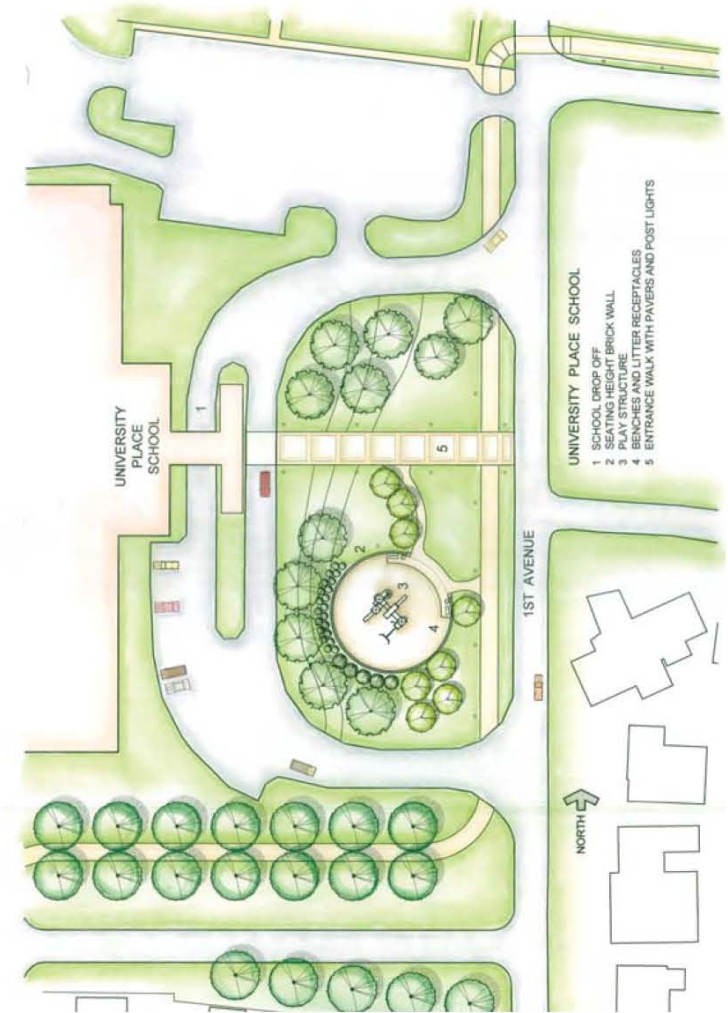 UNIVERSITY
PLACE
SCHOOL
1
2
3
4
5
1ST AVENUE
NORTH
UNIVERSITY PLACE SCHOOL
1 SCHOOL DROP OFF
2 SEATING HEIGHT BRICK WALL
3 PLAY STRUCTURE
4 BENCHES AND LITTER RECEPTACLES
5 ENTRANCE WALK WITH PAVERS AND POST LIGHTS